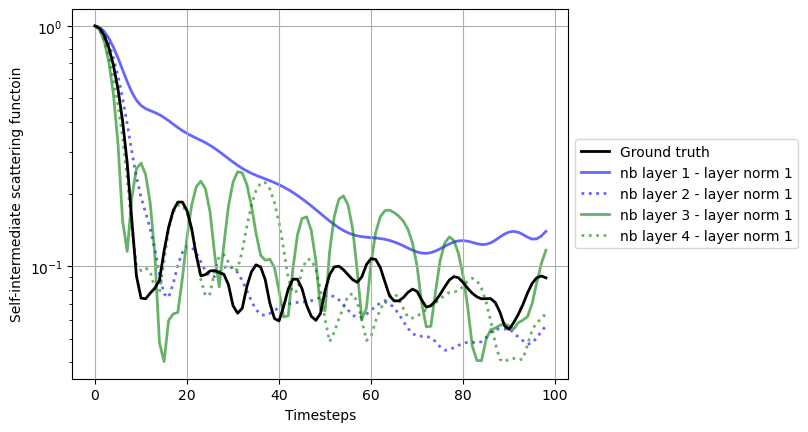 10⁰
10⁻¹
Self-intermediate scattering functoin
0 20 40 60 80 100
Timesteps
Ground truth
nb layer 1 - layer norm 1
nb layer 2 - layer norm 1
nb layer 3 - layer norm 1
nb layer 4 - layer norm 1